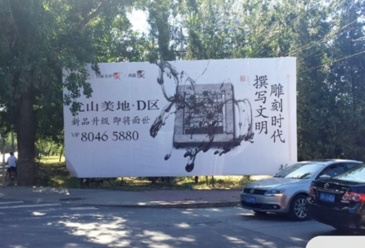 山美地·D区
新品升级 即将面世
VIP 8046 5880
雕刻时代
撰写文明